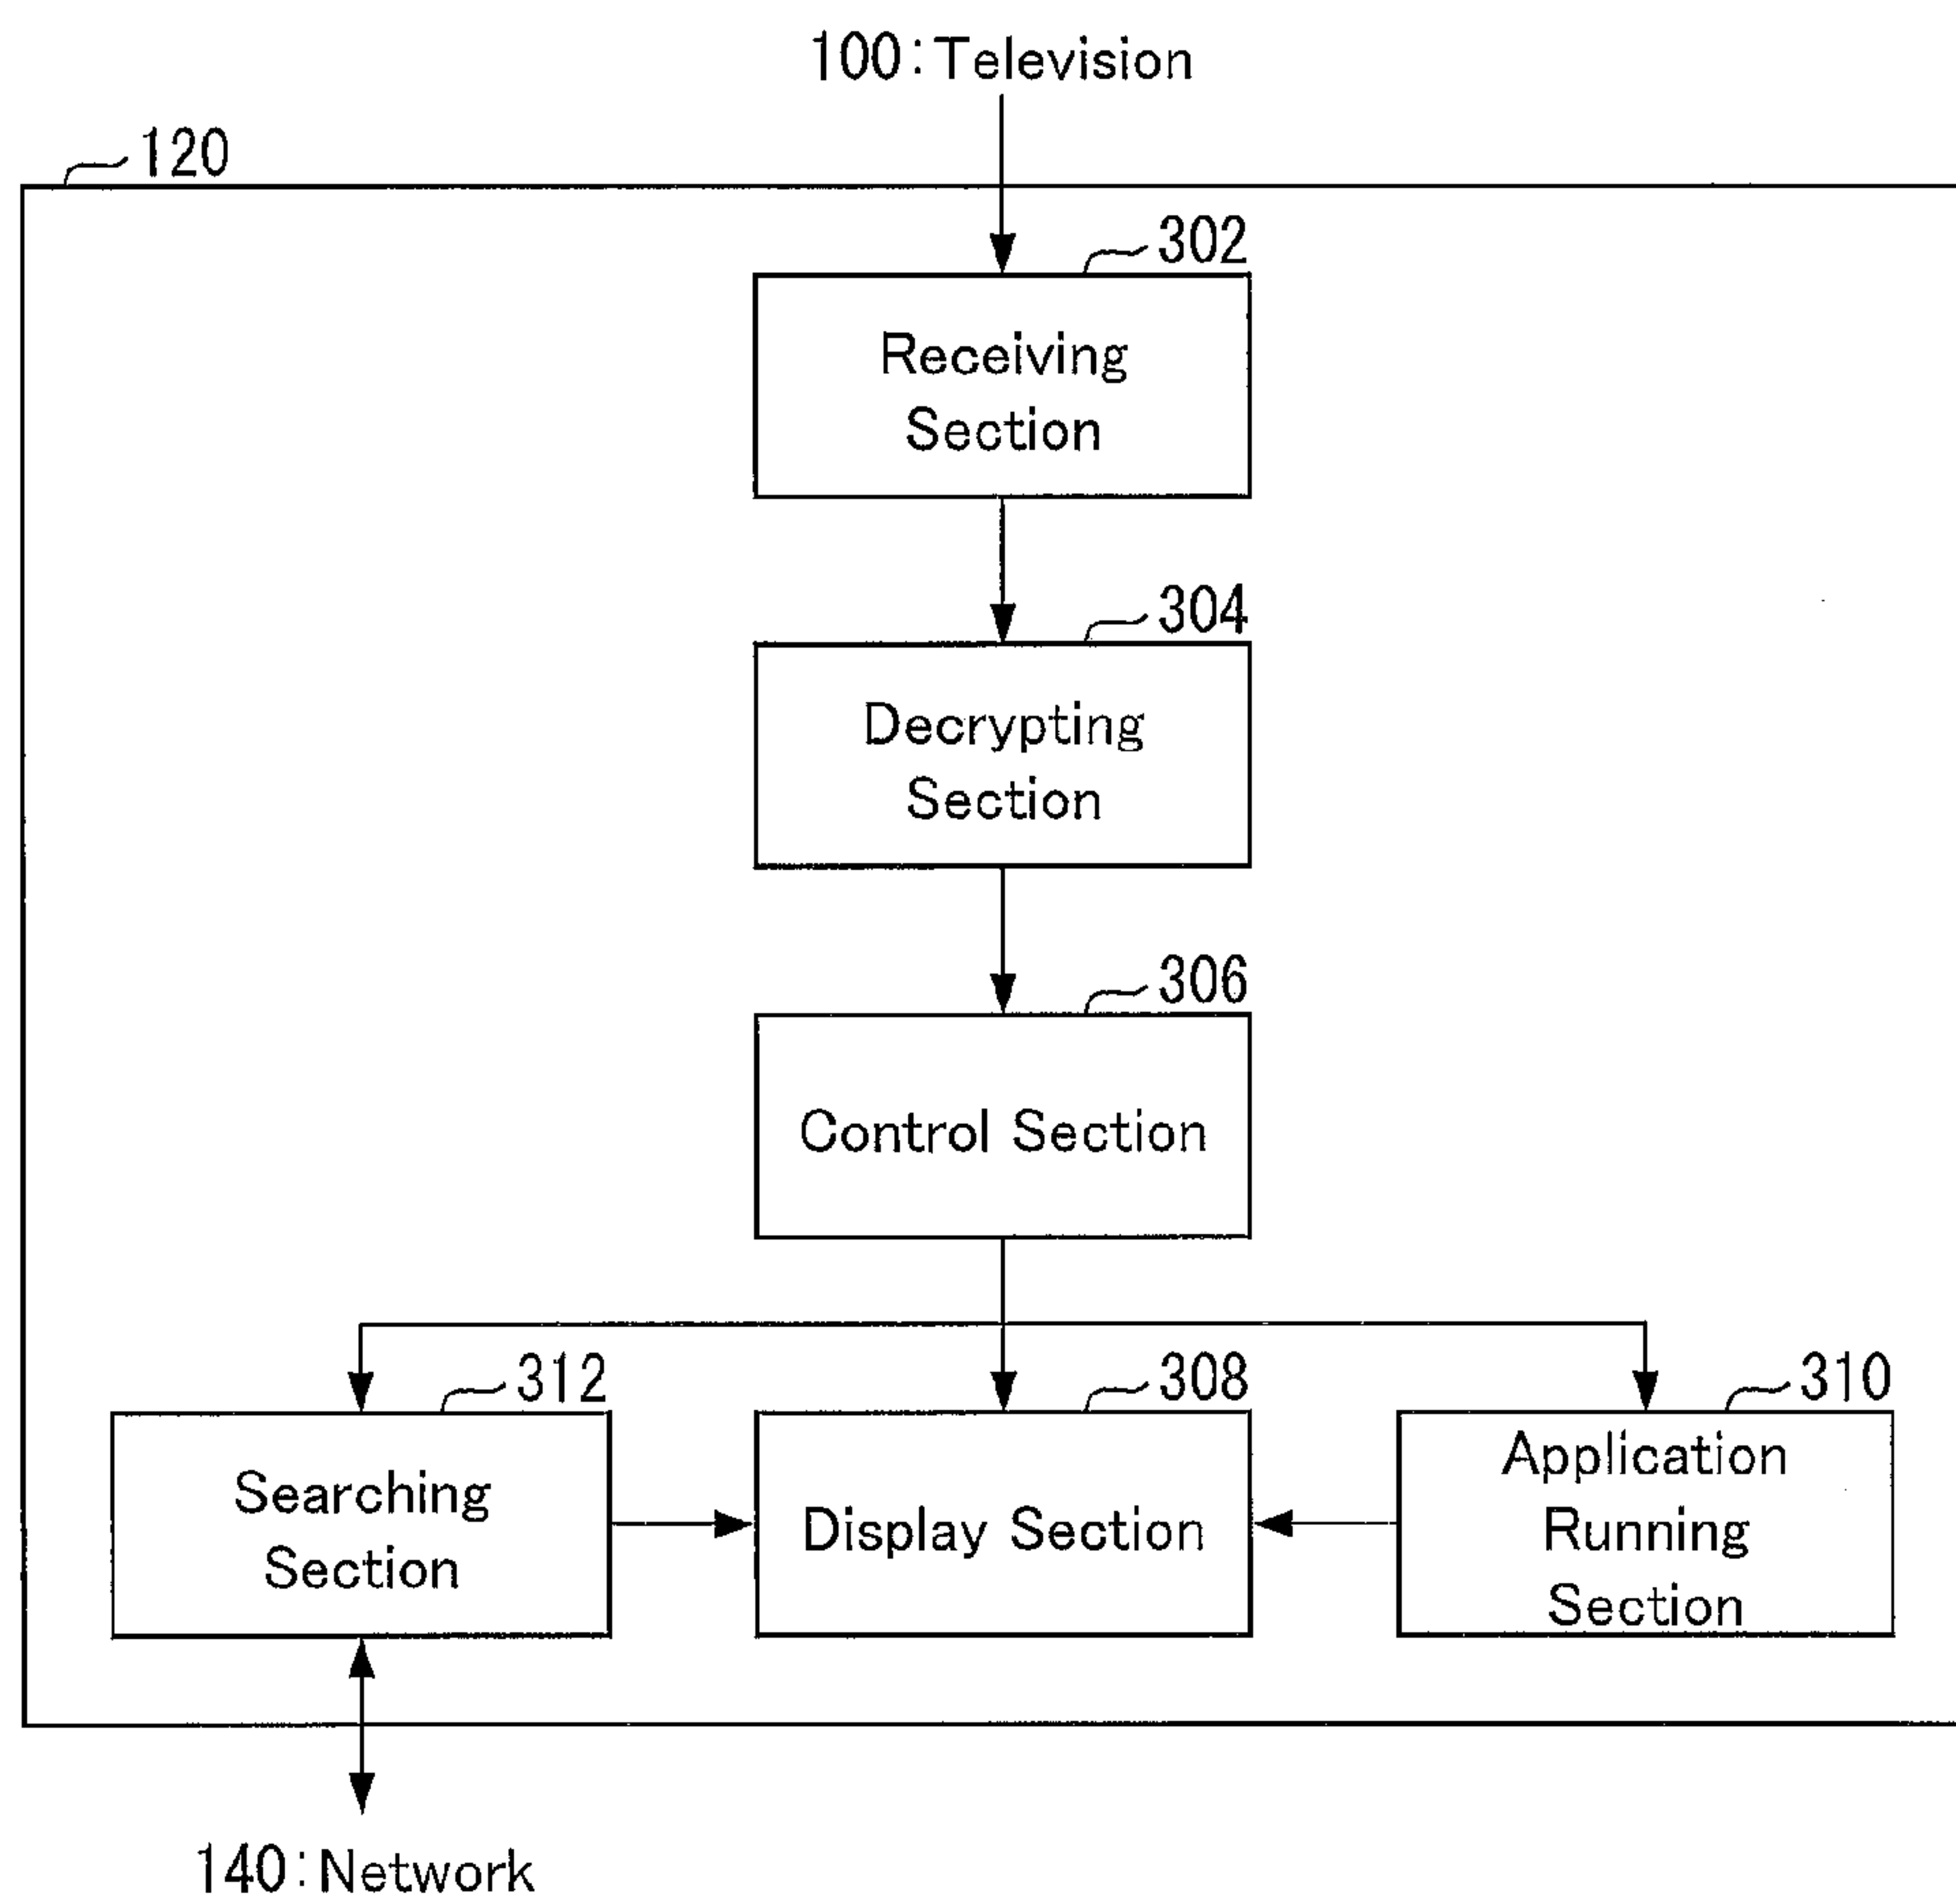 100:Television
120
302
Receiving
Section
304
Decrypting
Section
306
Control Section
312
308
310
Searching
Section
Display Section
Application
Running
Section
140:Network